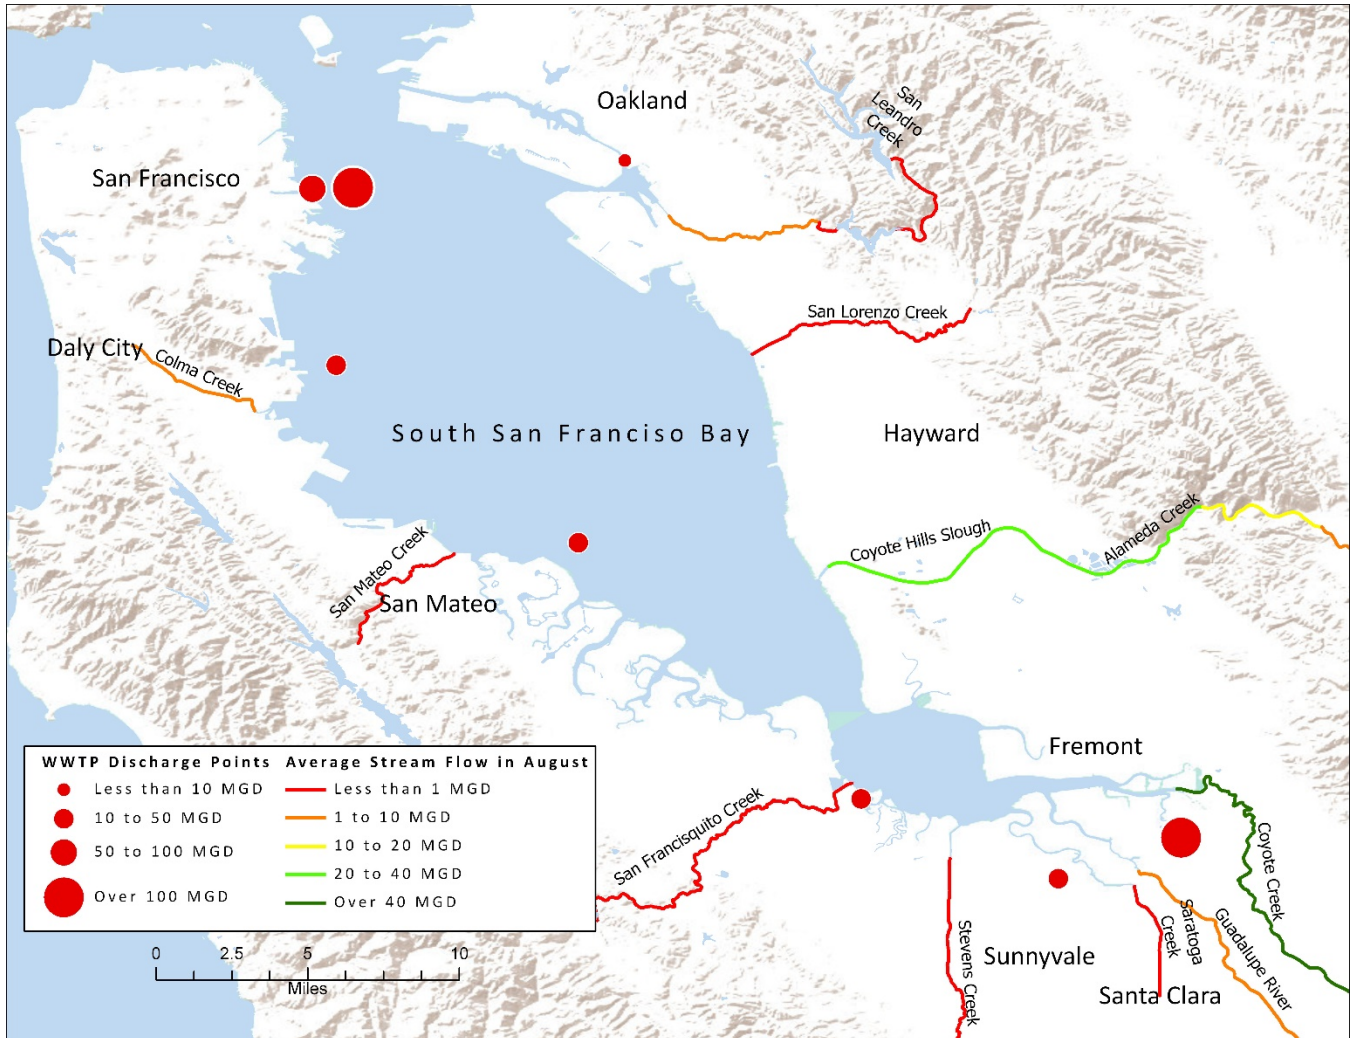 Oakland
San
Leandro
Creek
San Francisco
San Lorenzo Creek
Daly City
Colma Creek
South San Franciso Bay
Hayward
Coyote Hills Slough
Alameda Creek
San Mateo Creek
San Mateo
Fremont
WWTP Discharge Points
Less than 10 MGD
10 to 50 MGD
50 to 100 MGD
Over 100 MGD
Average Stream Flow in August
Less than 1 MGD
1 to 10 MGD
10 to 20 MGD
20 to 40 MGD
Over 40 MGD
San Francisquito Creek
Coyote Creek
Saratoga
Creek
Guadalupe River
Stevens Creek
Sunnyvale
Santa Clara
0 2.5 5 10
Miles